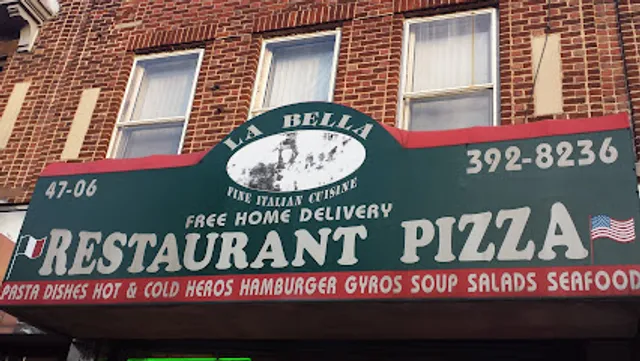 LA BELLA
FINE ITALIAN CUISINE
47-06
392-8236
FREE HOME DELIVERY
RESTAURANT PIZZA
PASTA DISHES HOT & COLD HEROS HAMBURGER GYROS SOUP SALADS SEAFOOD